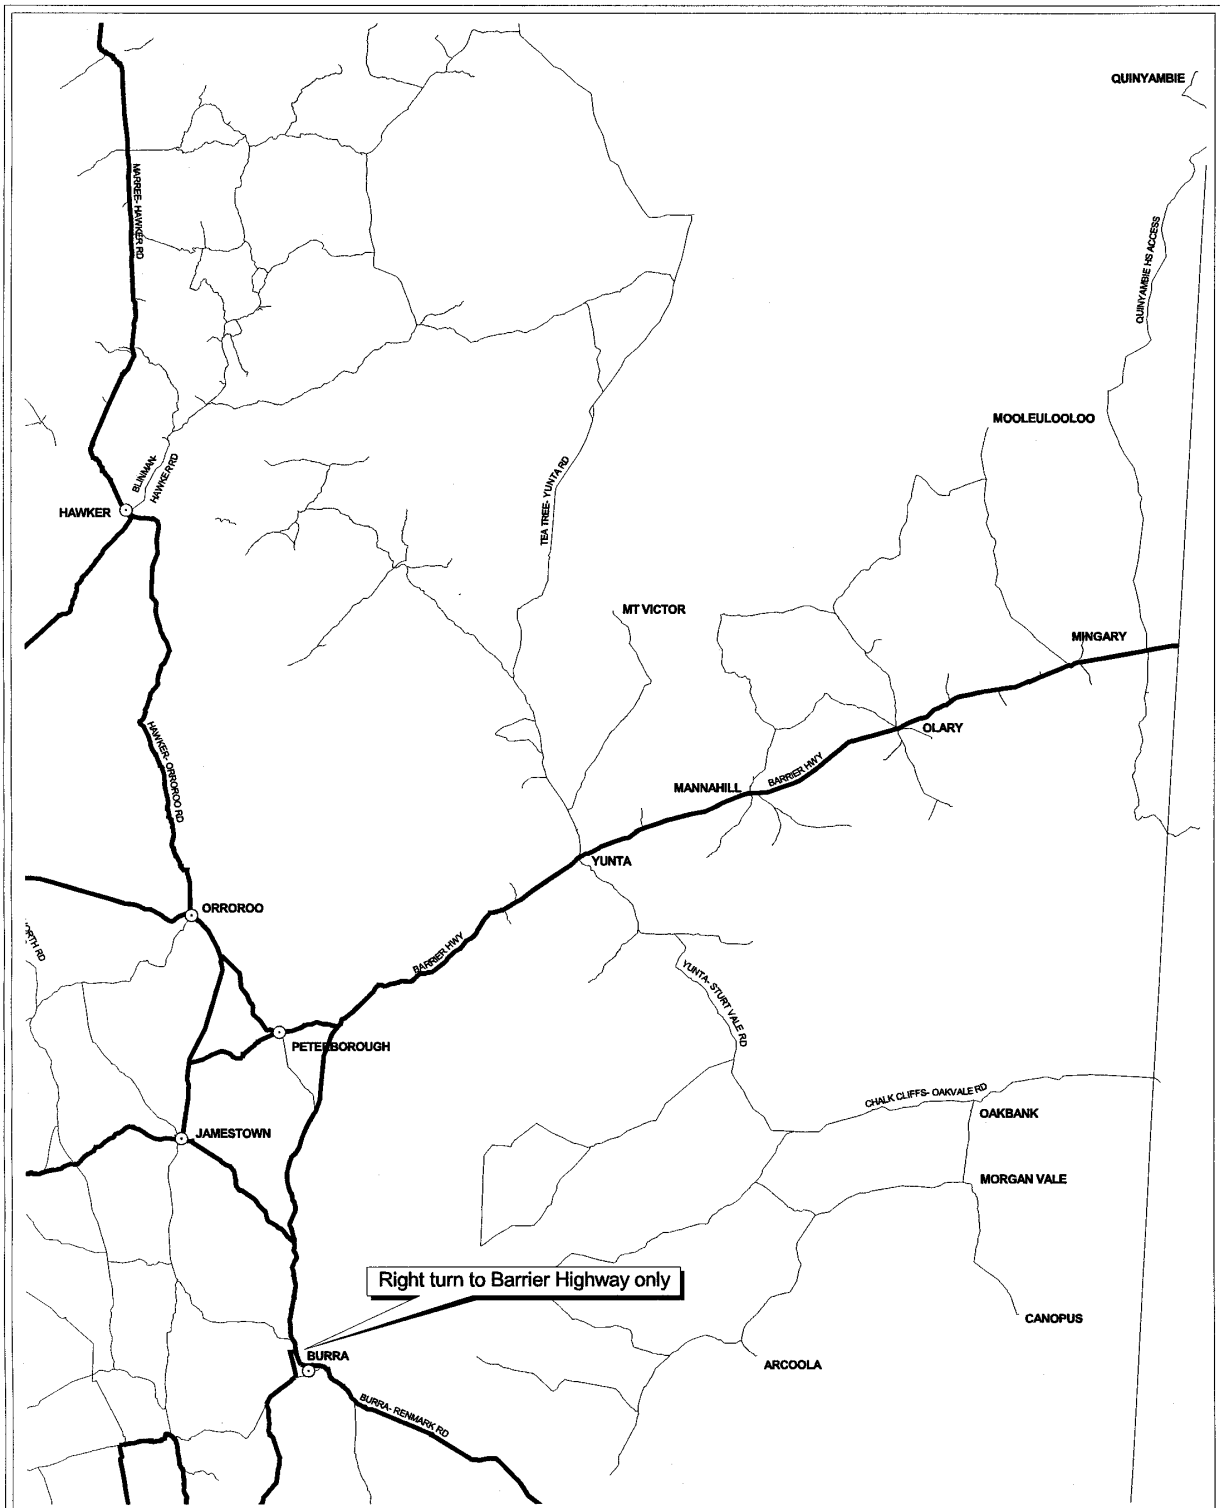 QUINYAMBIE
MARREE- HAWKER RD
QUINYAMBIE HS ACCESS
MOOLEULOOLOO
BLINMAN-
HAWKER RD
HAWKER
TEA TREE- YUNTA RD
MT VICTOR
MINGARY
HAWKER- ORROROO RD
OLARY
BARRIER HWY
MANNAHILL
YUNTA
ORROROO
ORTH RD
BARRIER HWY
YUNTA- STURT VALE RD
PETERBOROUGH
CHALK CLIFFS- OAKVALE RD
OAKBANK
JAMESTOWN
MORGAN VALE
Right turn to Barrier Highway only
CANOPUS
BURRA
ARCOOLA
BURRA- RENMARK RD